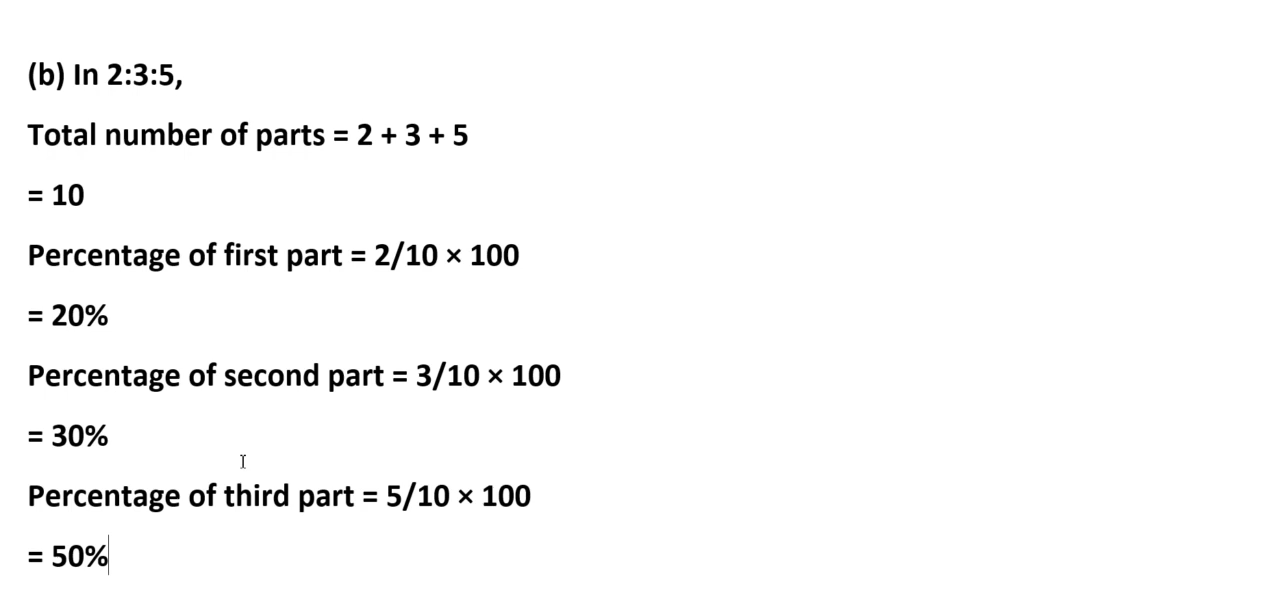 (b) In 2:3:5,
Total number of parts = 2 + 3 + 5
= 10
Percentage of first part = 2/10 × 100
= 20%
Percentage of second part = 3/10 × 100
= 30%
Percentage of third part = 5/10 × 100
= 50%